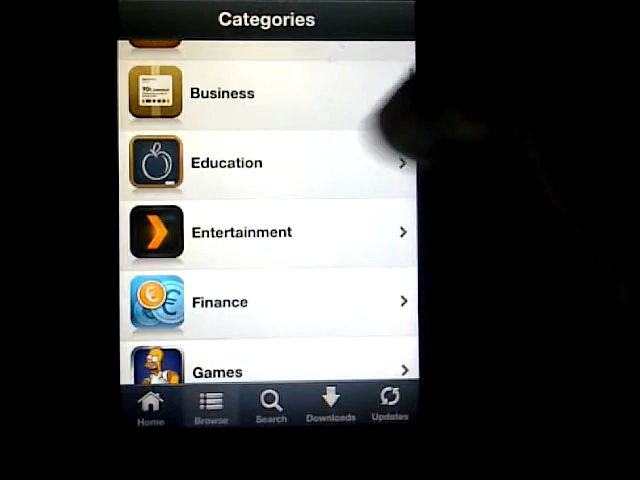 Categories
Business
Education
Entertainment
Finance
Games
Home
Browse
Search
Downloads
Updates